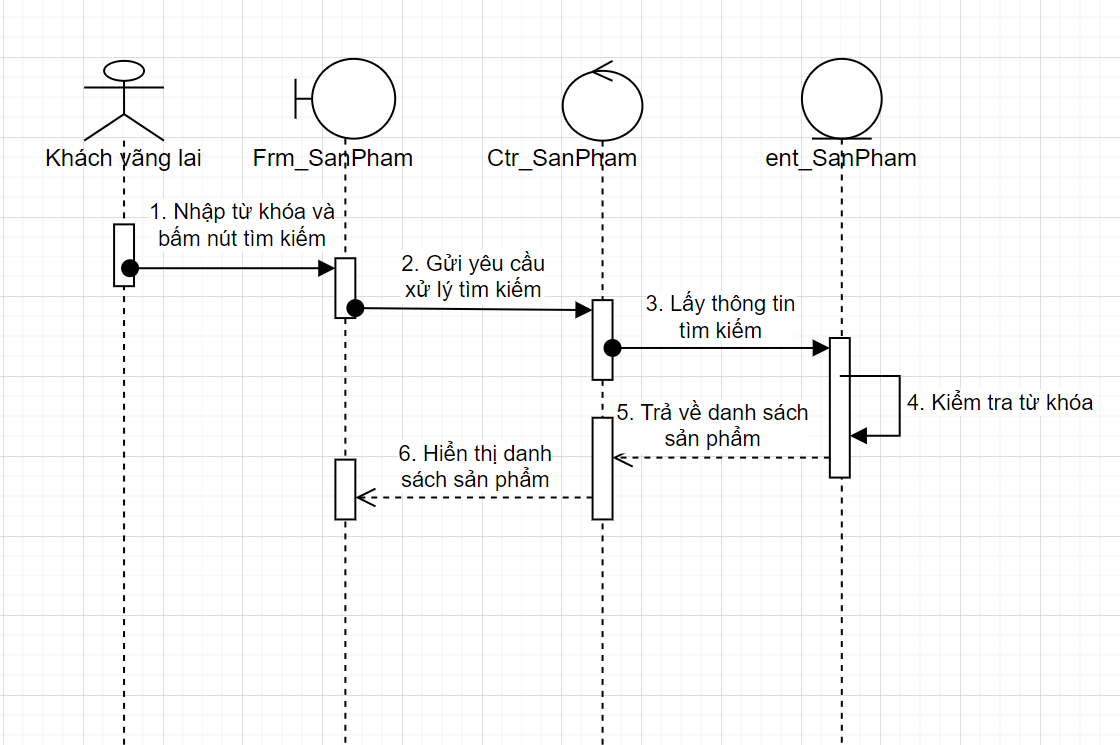 Khách vãng lai
Frm_SanPham
Ctr_SanPham
ent_SanPham
1. Nhập từ khóa và
bấm nút tìm kiếm
2. Gửi yêu cầu
xử lý tìm kiếm
3. Lấy thông tin
tìm kiếm
4. Kiểm tra từ khóa
5. Trả về danh sách
sản phẩm
6. Hiển thị danh
sách sản phẩm